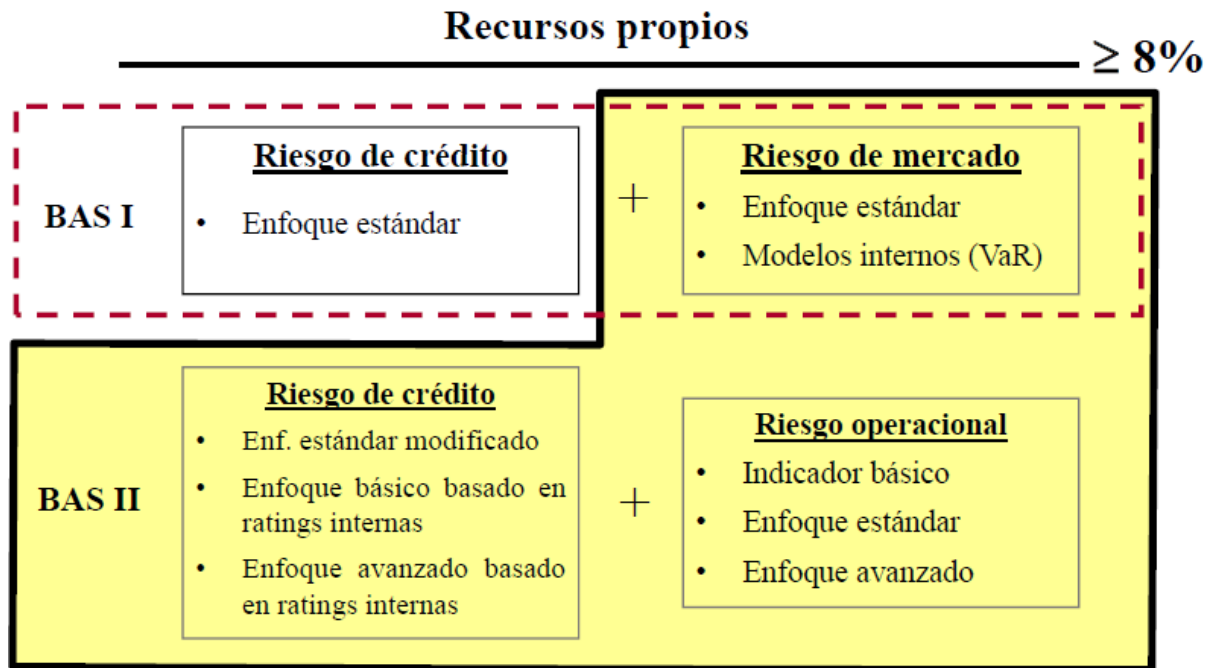 Recursos propios
≥ 8%
BAS I
Riesgo de crédito
• Enfoque estándar
+
Riesgo de mercado
• Enfoque estándar
• Modelos internos (VaR)
BAS II
Riesgo de crédito
• Enf. estándar modificado
• Enfoque básico basado en
ratings internas
• Enfoque avanzado basado
en ratings internas
+
Riesgo operacional
• Indicador básico
• Enfoque estándar
• Enfoque avanzado